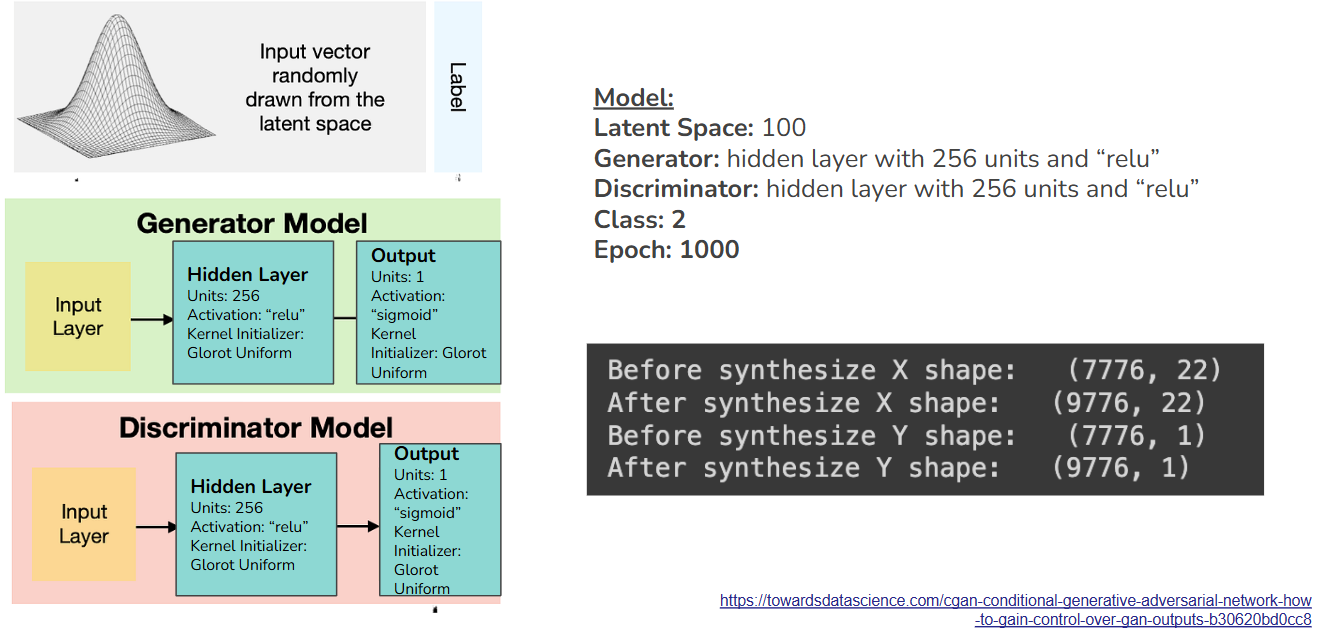 Input vector
randomly
drawn from the
latent space
Label
Generator Model
Input
Layer
Hidden Layer
Units: 256
Activation: “relu”
Kernel Initializer:
Glorot Uniform
Output
Units: 1
Activation:
“sigmoid”
Kernel
Initializer: Glorot
Uniform
Discriminator Model
Input
Layer
Hidden Layer
Units: 256
Activation: “relu”
Kernel Initializer:
Glorot Uniform
Output
Units: 1
Activation:
“sigmoid”
Kernel
Initializer:
Glorot
Uniform
Model:
Latent Space: 100
Generator: hidden layer with 256 units and “relu”
Discriminator: hidden layer with 256 units and “relu”
Class: 2
Epoch: 1000
Before synthesize X shape: (7776, 22)
After synthesize X shape: (9776, 22)
Before synthesize Y shape: (7776, 1)
After synthesize Y shape: (9776, 1)
https://towardsdatascience.com/cgan-conditional-generative-adversarial-network-how
-to-gain-control-over-gan-outputs-b30620bd0cc8